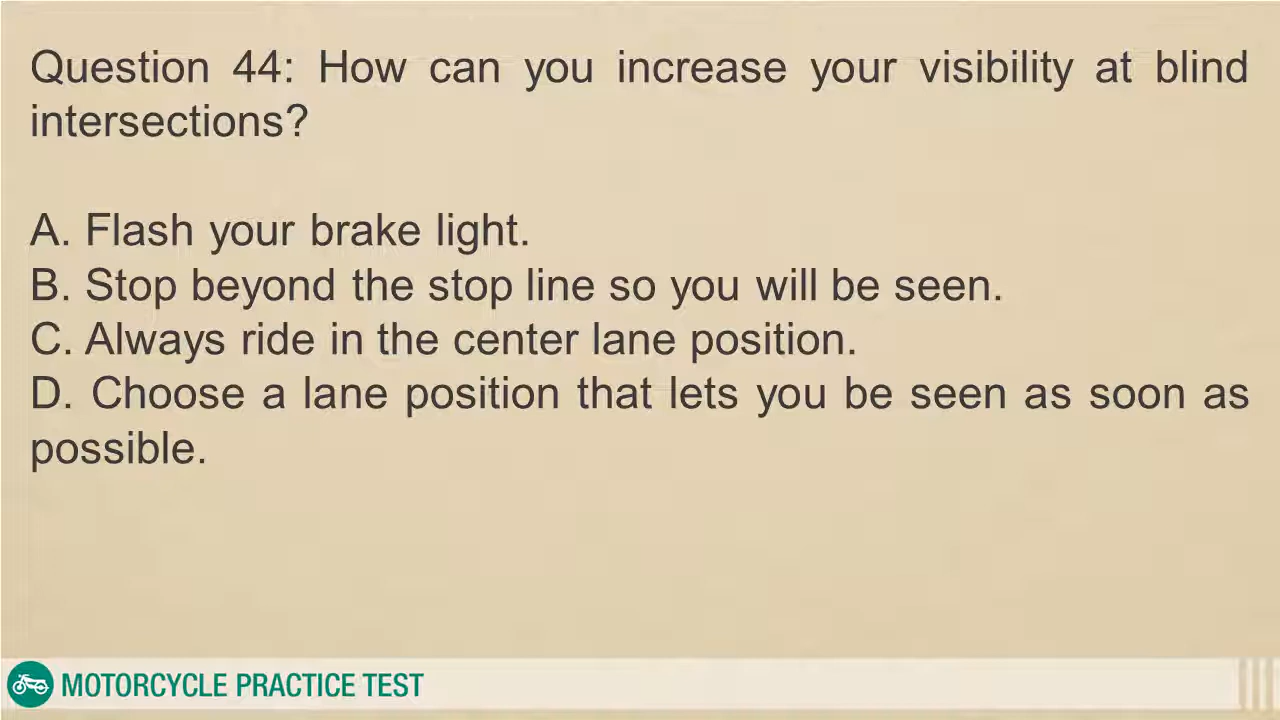 Question 44: How can you increase your visibility at blind
intersections?
A. Flash your brake light.
B. Stop beyond the stop line so you will be seen.
C. Always ride in the center lane position.
D. Choose a lane position that lets you be seen as soon as
possible.
MOTORCYCLE PRACTICE TEST